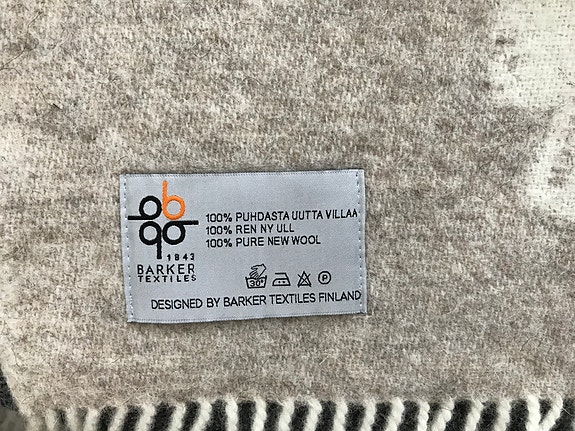 1843
BARKER
TEXTILES
100% PUHDASTA UUTTA VILLAA
100% REN NY ULL
100% PURE NEW WOOL
30°
P
DESIGNED BY BARKER TEXTILES FINLAND